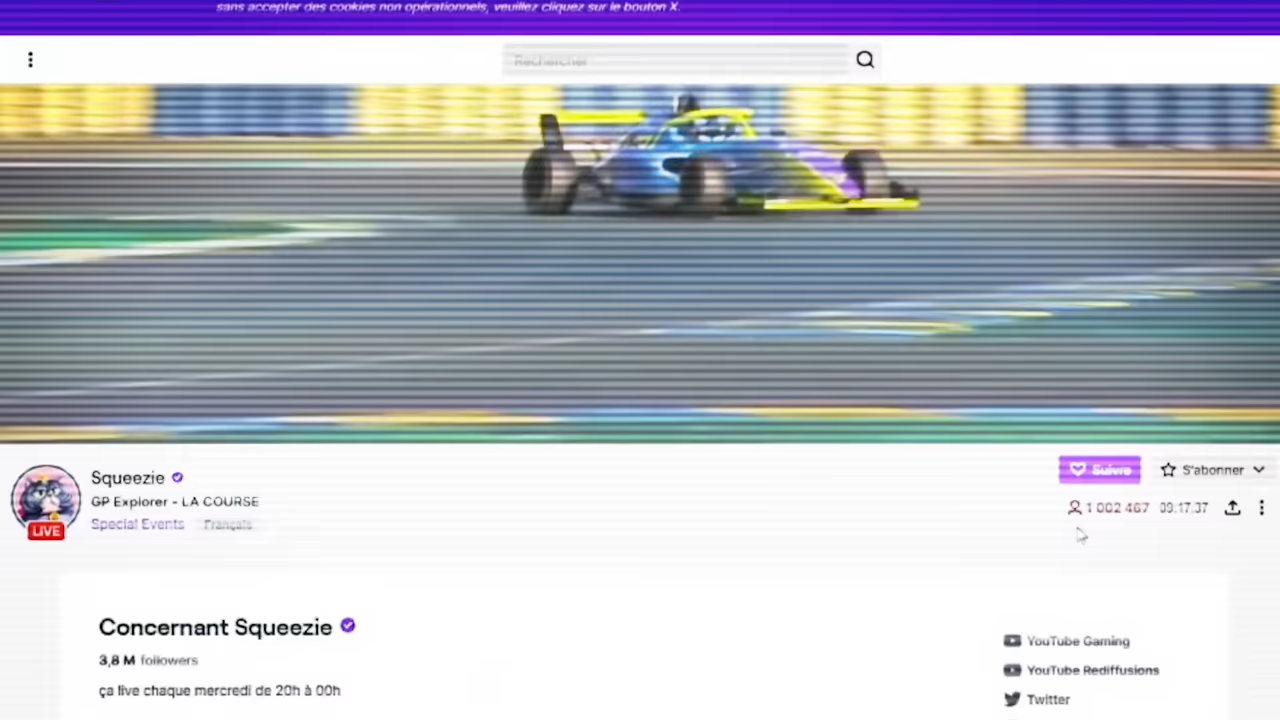 sans accepter des cookies non opérationnels, veuillez cliquez sur le bouton X.
Rechercher
Squeezie
GP Explorer - LA COURSE
Special Events Français
LIVE
Suivre S'abonner
1 002 467 09:17:37
Concernant Squeezie
3,8 M followers
ça live chaque mercredi de 20h à 00h
YouTube Gaming
YouTube Rediffusions
Twitter